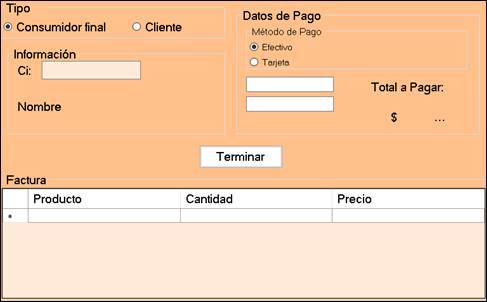 Tipo
Consumidor final
Cliente
Información
Ci:
Nombre
Datos de Pago
Método de Pago
Efectivo
Tarjeta
Total a Pagar:
$ ...
Terminar
Factura
Producto Cantidad Precio